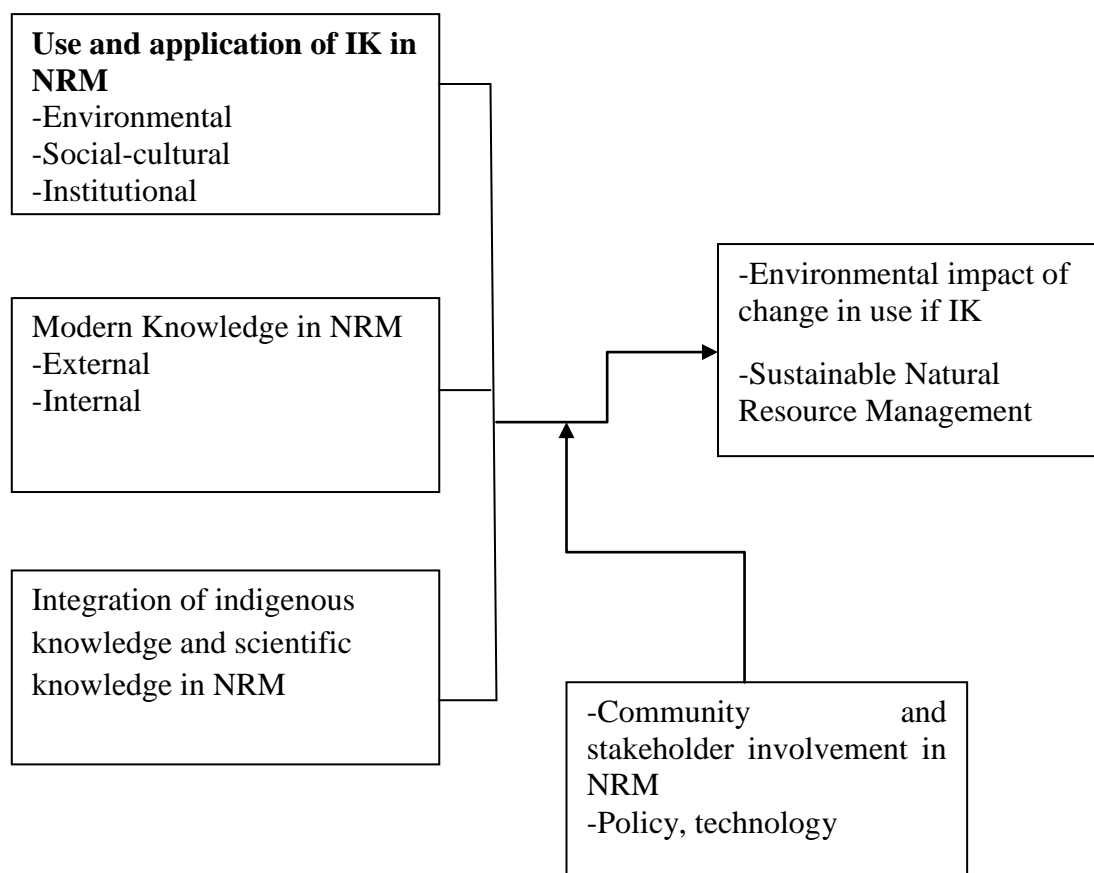 Use and application of IK in
NRM
-Environmental
-Social-cultural
-Institutional
Modern Knowledge in NRM
-External
-Internal
Integration of indigenous
knowledge and scientific
knowledge in NRM
-Environmental impact of
change in use if IK
-Sustainable Natural
Resource Management
-Community and
stakeholder involvement in
NRM
-Policy, technology